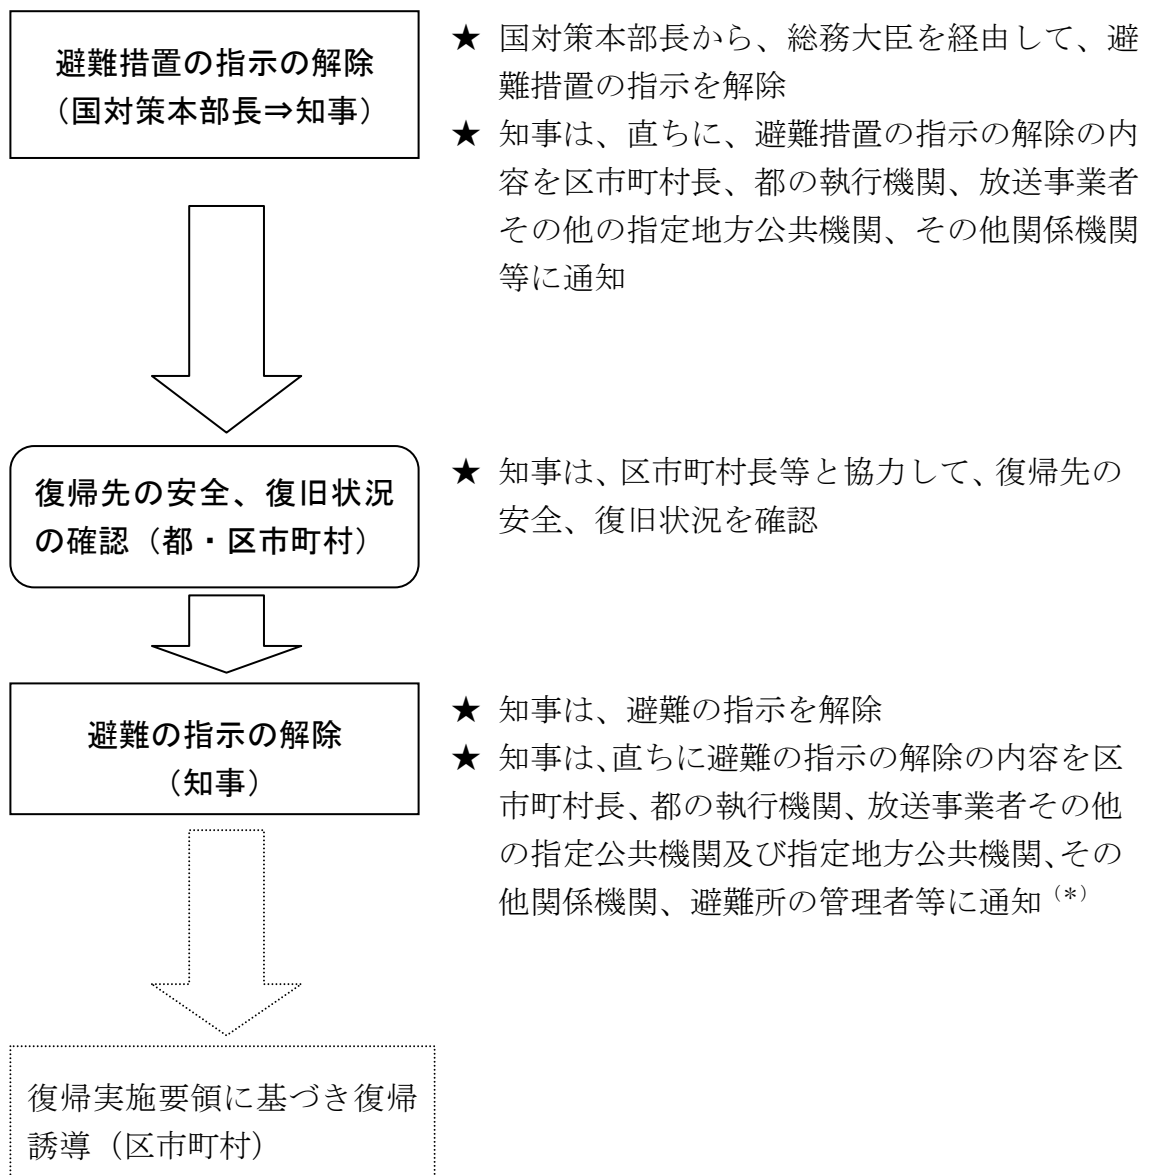 避難措置の指示の解除
（国対策本部長⇒知事）
★ 国対策本部長から、総務大臣を経由して、避
難措置の指示を解除
★ 知事は、直ちに、避難措置の指示の解除の内
容を区市町村長、都の執行機関、放送事業者
その他の指定地方公共機関、その他関係機関
等に通知
復帰先の安全、復旧状況
の確認（都・区市町村）
★ 知事は、区市町村長等と協力して、復帰先の
安全、復旧状況を確認
避難の指示の解除
（知事）
★ 知事は、避難の指示を解除
★ 知事は、直ちに避難の指示の解除の内容を区
市町村長、都の執行機関、放送事業者その他
の指定公共機関及び指定地方公共機関、その
他関係機関、避難所の管理者等に通知（*）
復帰実施要領に基づき復帰
誘導（区市町村）